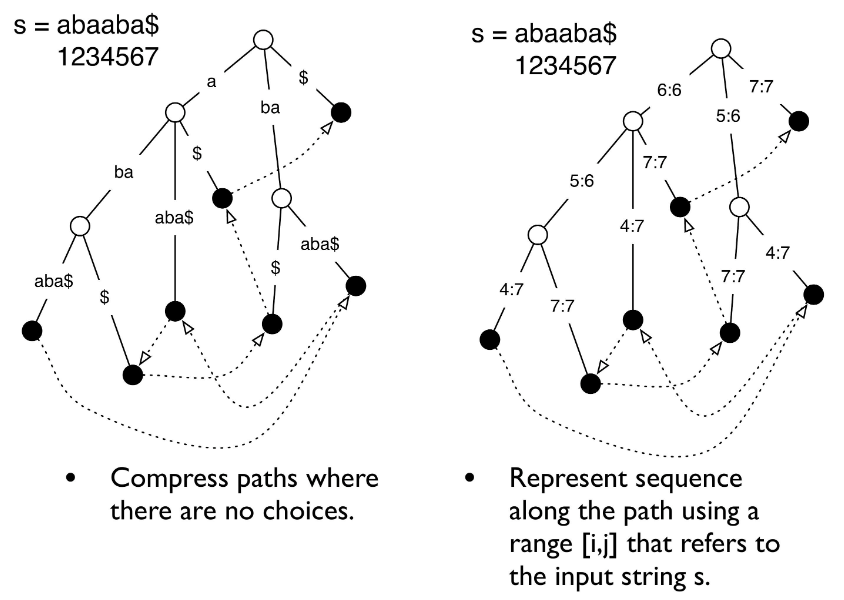 s = abaaba$
1234567
a
$
ba
ba
$
aba$
aba$
aba$
$
$
• Compress paths where
there are no choices.
s = abaaba$
1234567
6:6
7:7
5:6
5:6
7:7
4:7
4:7
4:7
7:7
7:7
• Represent sequence
along the path using a
range [i,j] that refers to
the input string s.